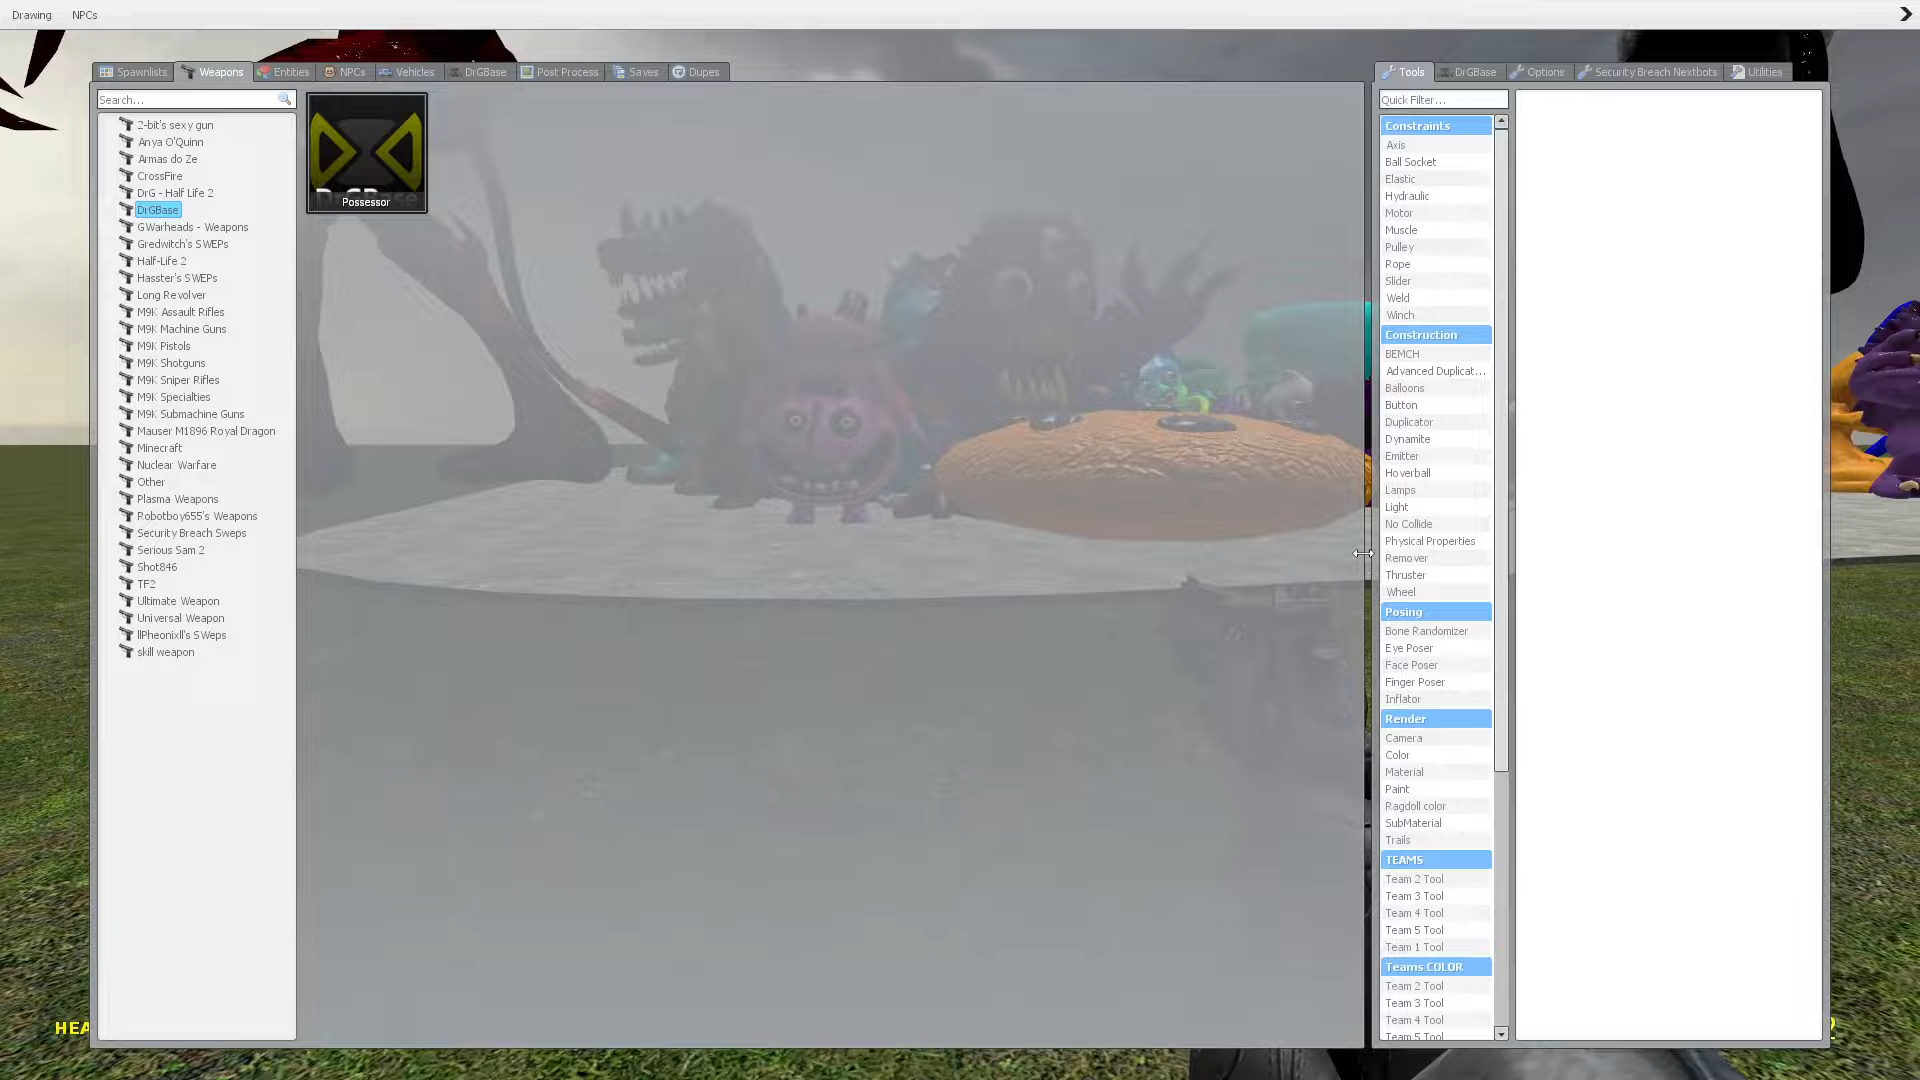 Drawing
NPCs
Spawnlists
Weapons
Entities
NPCs
Vehicles
DrGBase
Post Process
Saves
Dupes
Search...
2-bit's sexy gun
Anya O'Quinn
Armas do Ze
CrossFire
DrG - Half Life 2
DrGBase
GWarheads - Weapons
Gredwitch's SWEPs
Half-Life 2
Hasster's SWEPs
Long Revolver
M9K Assault Rifles
M9K Machine Guns
M9K Pistols
M9K Shotguns
M9K Sniper Rifles
M9K Specialties
M9K Submachine Guns
Mauser M1896 Royal Dragon
Minecraft
Nuclear Warfare
Other
Plasma Weapons
Robotboy655's Weapons
Security Breach Sweps
Serious Sam 2
Shot846
TF2
Ultimate Weapon
Universal Weapon
llPheonixll's SWeps
skill weapon
DrGBase
Possessor
Tools
DrGBase
Options
Security Breach Nextbots
Utilities
Quick Filter...
Constraints
Axis
Ball Socket
Elastic
Hydraulic
Motor
Muscle
Pulley
Rope
Slider
Weld
Winch
Construction
BEMCH
Advanced Duplicat...
Balloons
Button
Duplicator
Dynamite
Emitter
Hoverball
Lamps
Light
No Collide
Physical Properties
Remover
Thruster
Wheel
Posing
Bone Randomizer
Eye Poser
Face Poser
Finger Poser
Inflator
Render
Camera
Color
Material
Paint
Ragdoll color
SubMaterial
Trails
TEAMS
Team 2 Tool
Team 3 Tool
Team 4 Tool
Team 5 Tool
Team 1 Tool
Teams COLOR
Team 2 Tool
Team 3 Tool
Team 4 Tool
Team 5 Tool
HEA